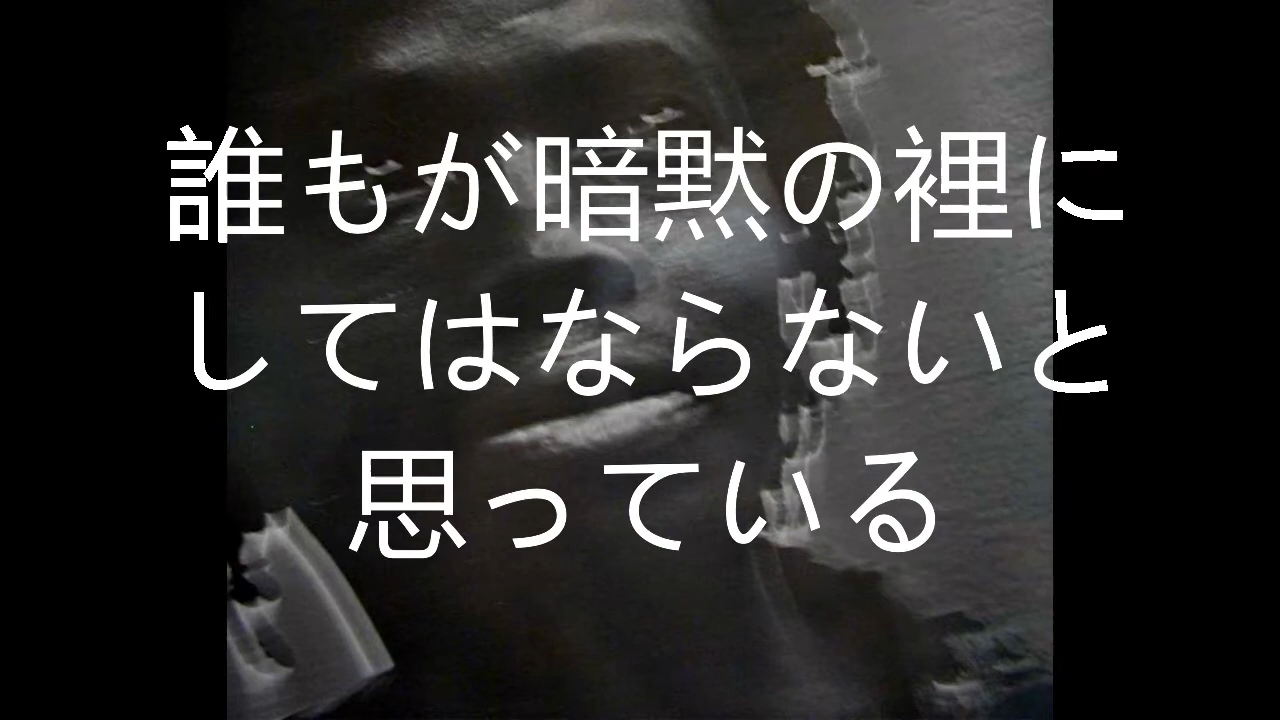 誰もが暗黙の裡に
してはならないと
思っている